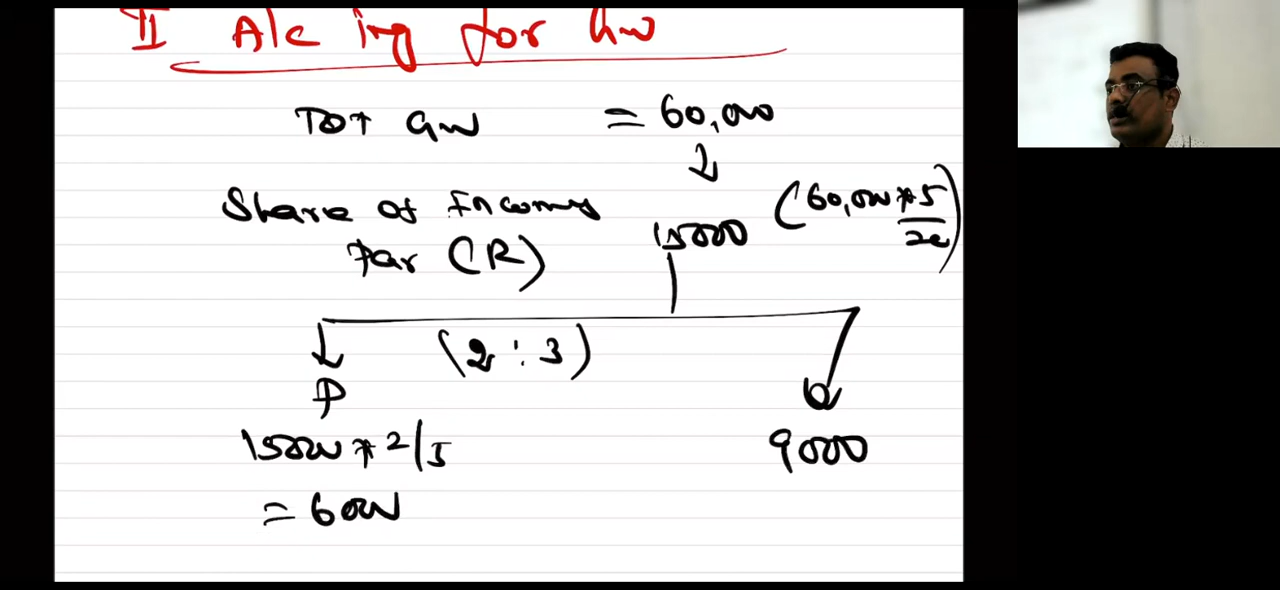 II A/c ing for Gw
TOT GW = 60,000
Share of Incoming 15000 (60,000 * 5/20)
Par (R)
(2 : 3)
P Q
15000 * 2/5 9000
= 6000